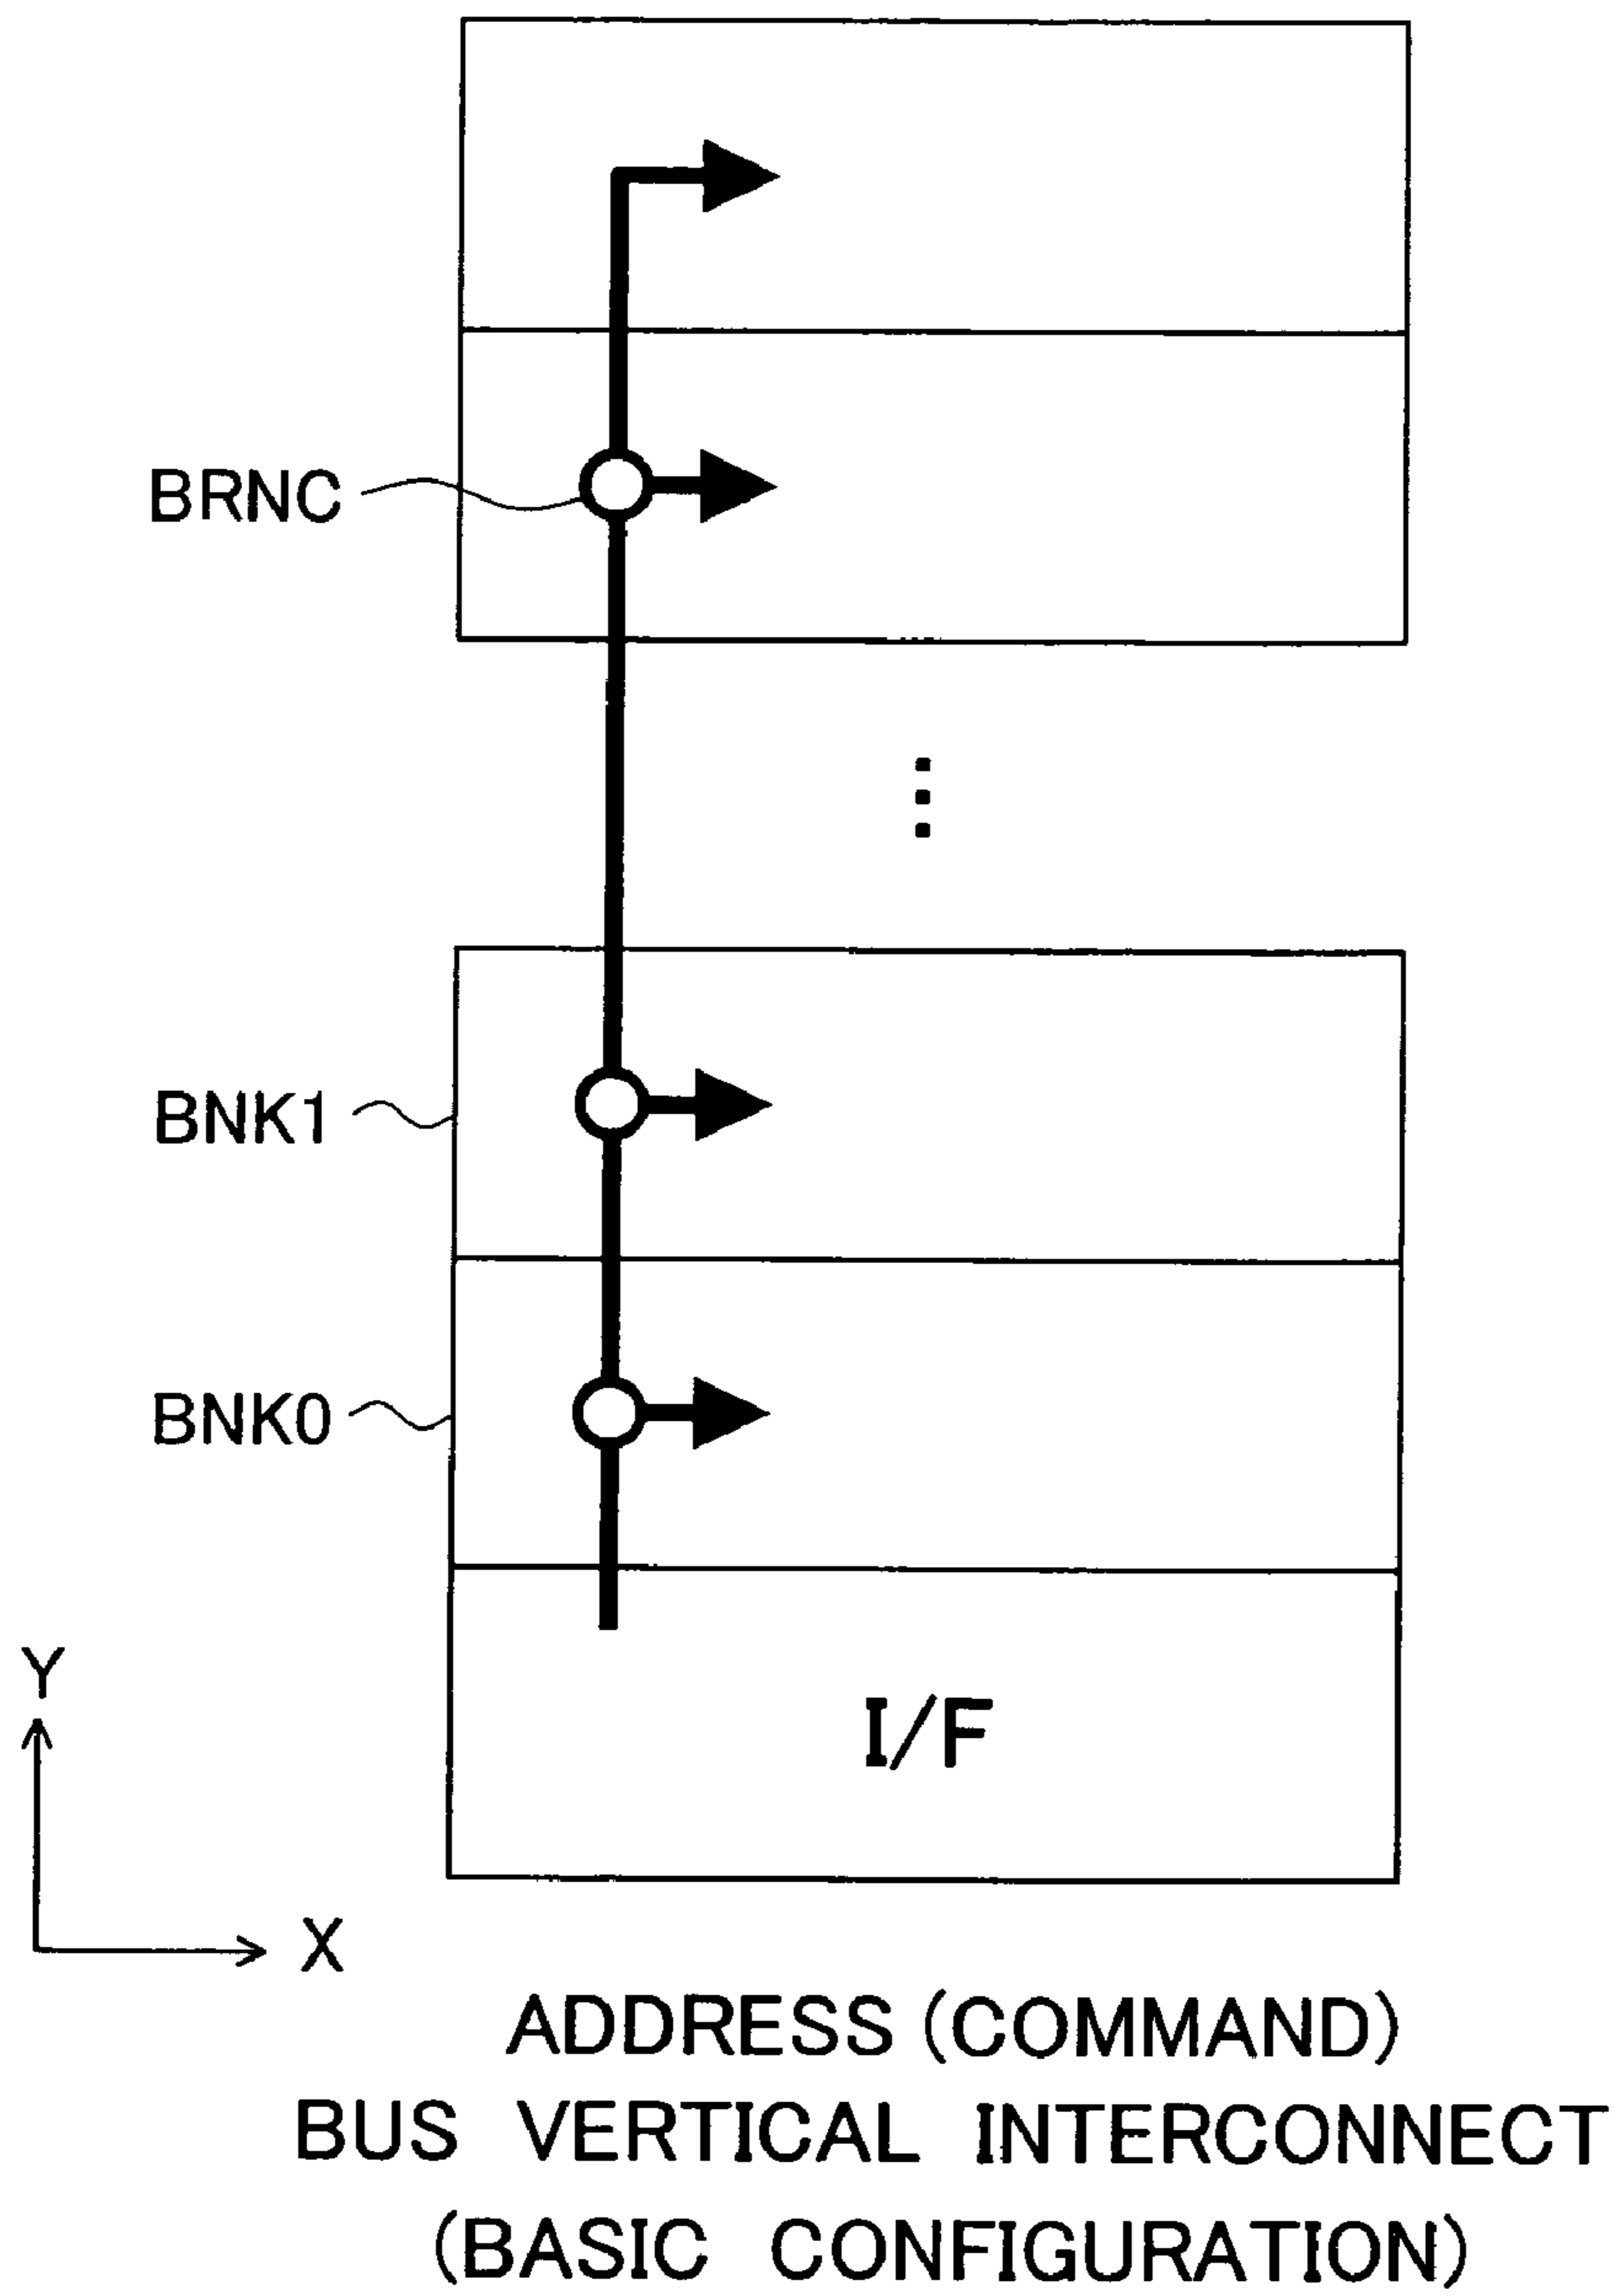 BRNC
⋮
BNK1
BNK0
I/F
Y
X
ADDRESS (COMMAND)
BUS VERTICAL INTERCONNECT
(BASIC CONFIGURATION)